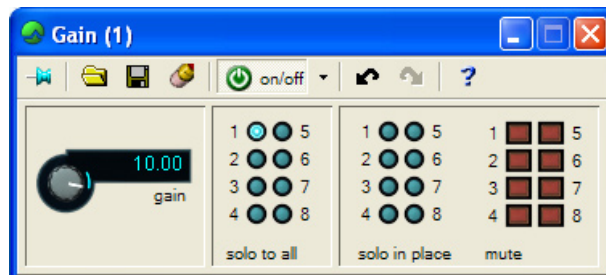 Gain (1)
on/off
10.00
gain
1 5
2 6
3 7
4 8
solo to all
1 5
2 6
3 7
4 8
solo in place
1 5
2 6
3 7
4 8
mute